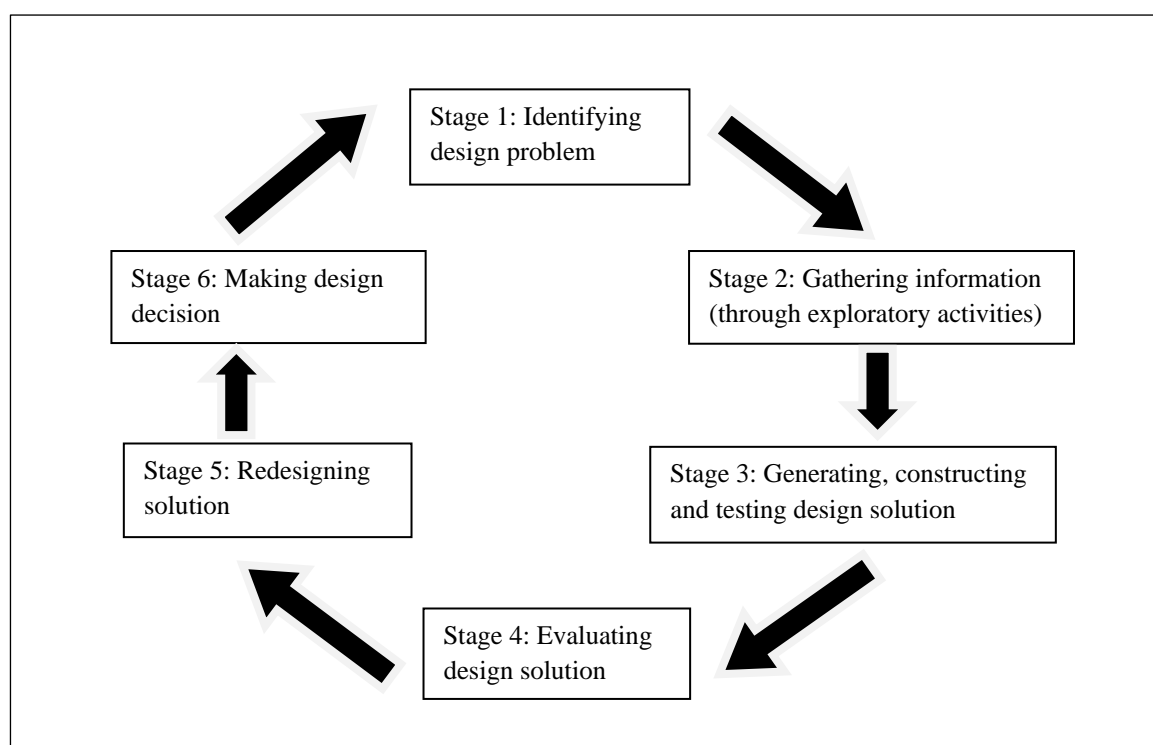 Stage 1: Identifying
design problem
Stage 2: Gathering information
(through exploratory activities)
Stage 3: Generating, constructing
and testing design solution
Stage 4: Evaluating
design solution
Stage 5: Redesigning
solution
Stage 6: Making design
decision